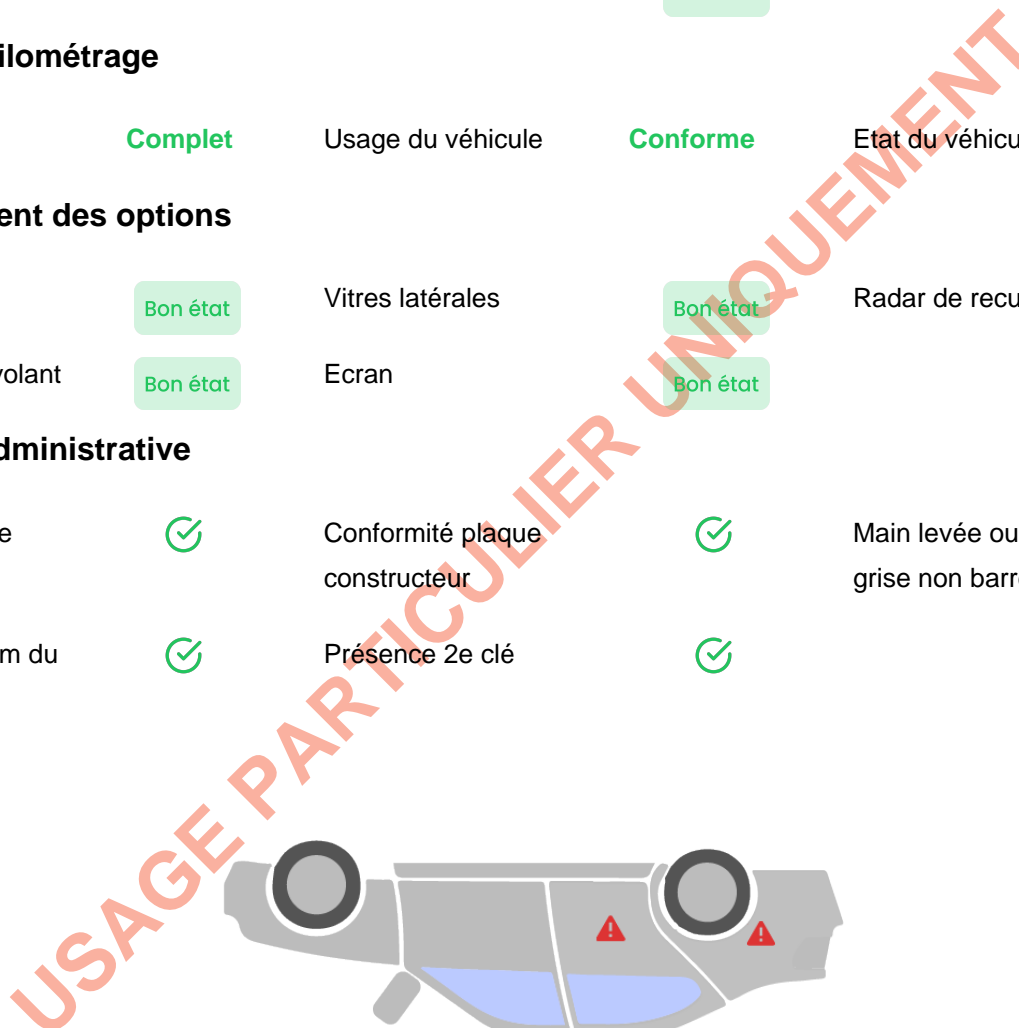 ilométrage
Complet Usage du véhicule Conforme Etat du véhicu
ent des options
Bon état Vitres latérales Bon état Radar de recu
volant Bon état Ecran Bon état
dministrative
e Conformité plaque Main levée ou
constructeur grise non barr
m du Présence 2e clé
USAGE PARTICULIER UNIQUEMENT